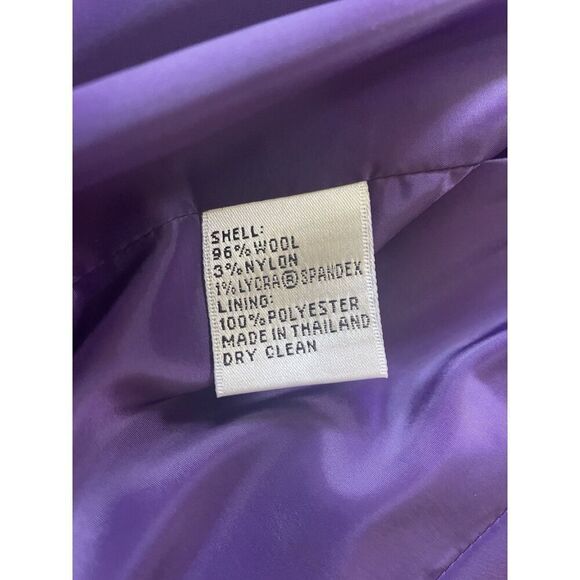 SHELL:
96% WOOL
3% NYLON
1% LYCRA® SPANDEX
LINING:
100% POLYESTER
MADE IN THAILAND
DRY CLEAN